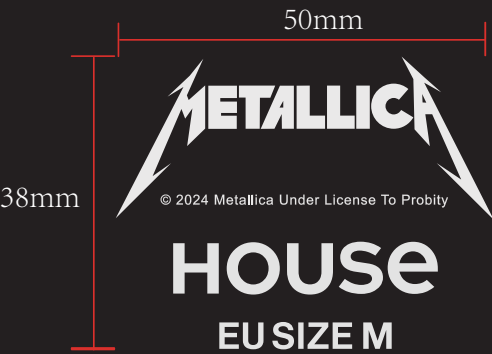 50mm
METALLICA
38mm
© 2024 Metallica Under License To Probity
HOUSe
EU SIZE M